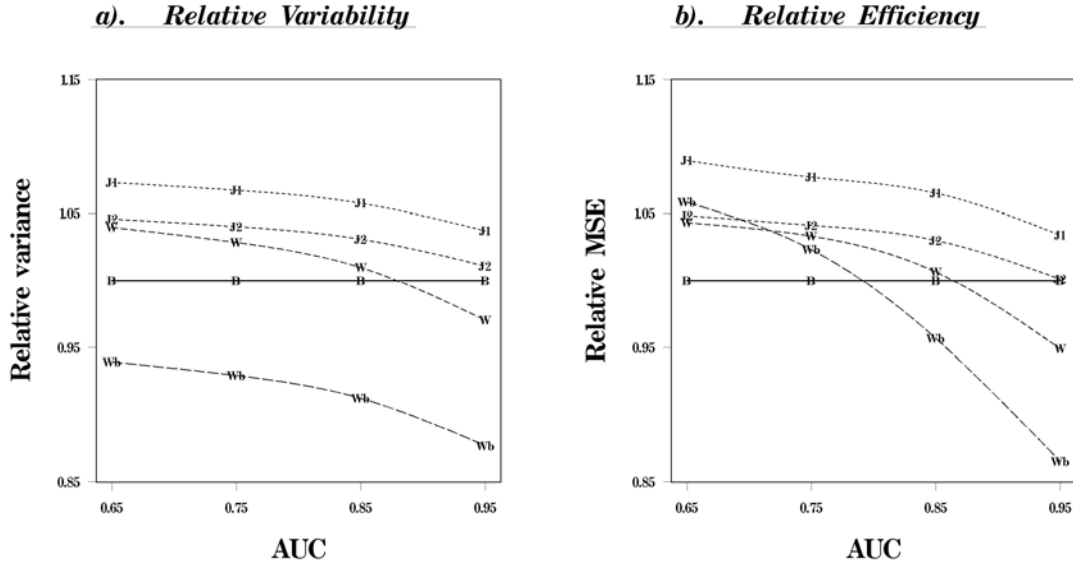 a). Relative Variability
1.15
1.05
0.95
0.85
Relative variance
J1 J1 J1 J1
J2 J2 J2 J2
W W W W
B B B B
Wb Wb Wb Wb
0.65 0.75 0.85 0.95
AUC
b). Relative Efficiency
1.15
1.05
0.95
0.85
Relative MSE
J1 J1 J1 J1
Wb Wb Wb Wb
J2 J2 J2 J2
W W W W
B B B B
0.65 0.75 0.85 0.95
AUC